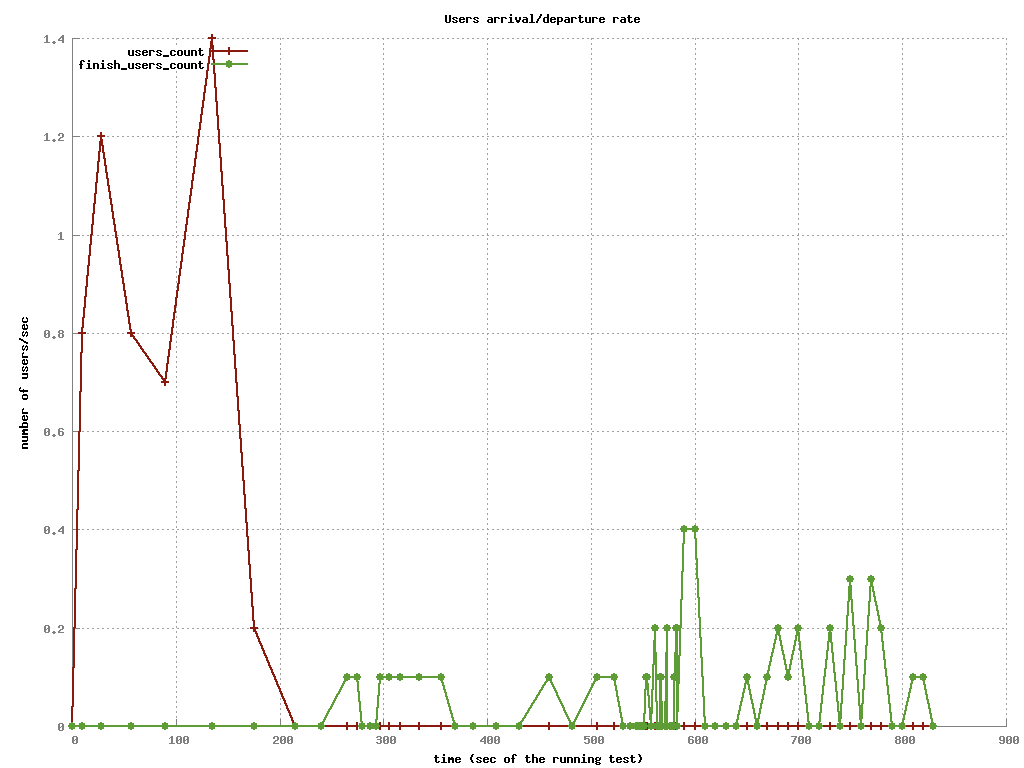 Users arrival/departure rate
users_count
finish_users_count
1.4
1.2
1
0.8
0.6
0.4
0.2
0
number of users/sec
0 100 200 300 400 500 600 700 800 900
time (sec of the running test)